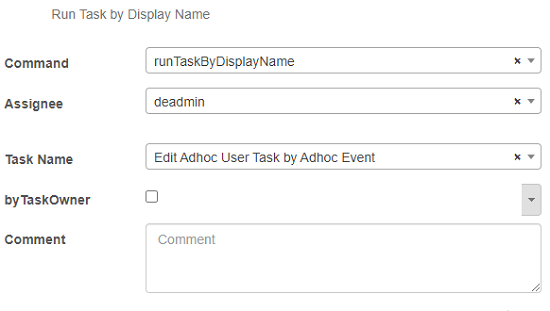 Run Task by Display Name
Command runTaskByDisplayName ×
Assignee deadmin ×
Task Name Edit Adhoc User Task by Adhoc Event ×
byTaskOwner
Comment Comment